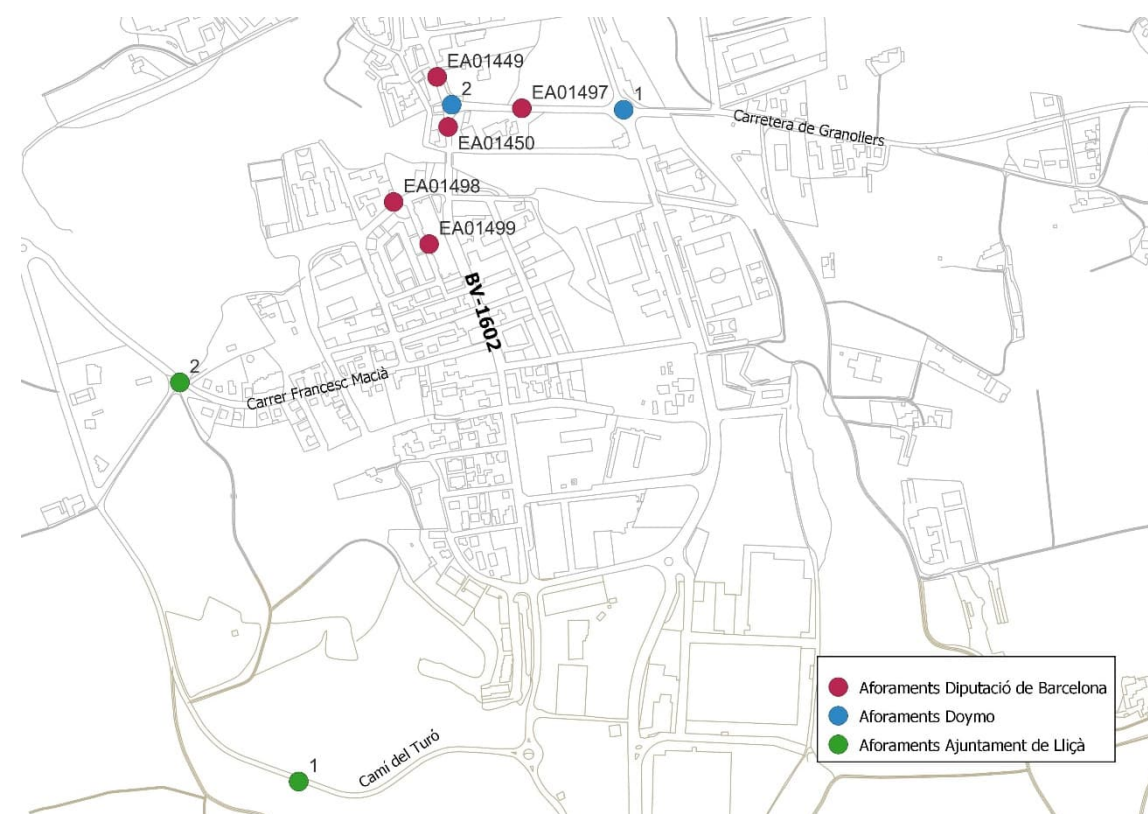 EA01449
2
EA01497
1
Carretera de Granollers
EA01450
EA01498
EA01499
BV-1602
2
Carrer Francesc Macià
Aforaments Diputació de Barcelona
Aforaments Doymo
Aforaments Ajuntament de Lliçà
Camí del Turó
1